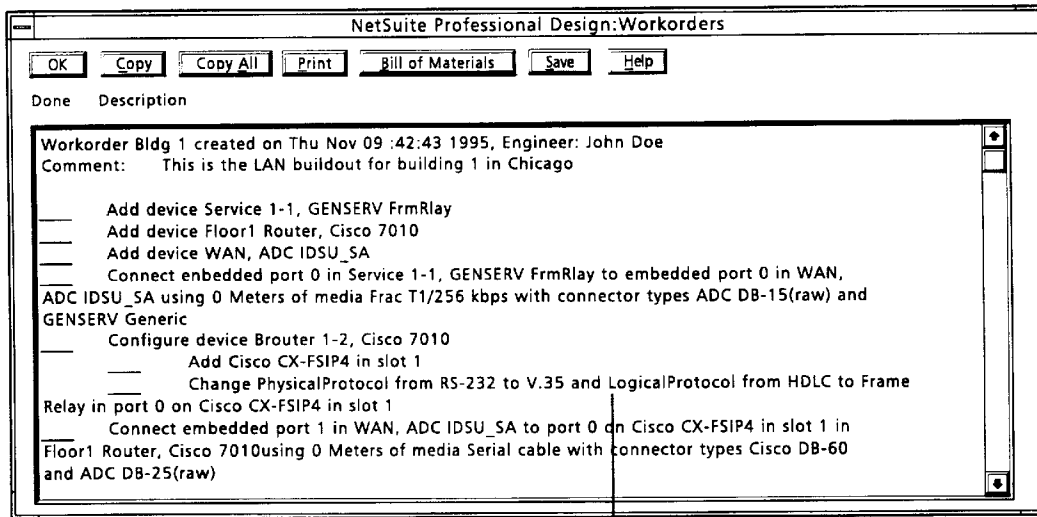 NetSuite Professional Design:Workorders
OK Copy Copy All Print Bill of Materials Save Help
Done Description
Workorder Bldg 1 created on Thu Nov 09 :42:43 1995, Engineer: John Doe
Comment: This is the LAN buildout for building 1 in Chicago
Add device Service 1-1, GENSERV FrmRlay
Add device Floor1 Router, Cisco 7010
Add device WAN, ADC IDSU_SA
Connect enbedded port 0 in Service 1-1, GENSERV FrmRlay to embedded port 0 in WAN,
ADC IDSU_SA using 0 Meters of media Frac T1/256 kbps with connector types ADC DB-15(raw) and
GENSERV Generic
Configure device Brouter 1-2, Cisco 7010
Add Cisco CX-FSIP4 in slot 1
Change PhysicalProtocol from RS-232 to V.35 and LogicalProtocol from HDLC to Frame
Relay in port 0 on Cisco CX-FSIP4 in slot 1
Connect embedded port 1 in WAN, ADC IDSU_SA to port 0 on Cisco CX-FSIP4 in slot 1 in
Floor1 Router, Cisco 7010using 0 Meters of media Serial cable with connector types Cisco DB-60
and ADC DB-25(raw)